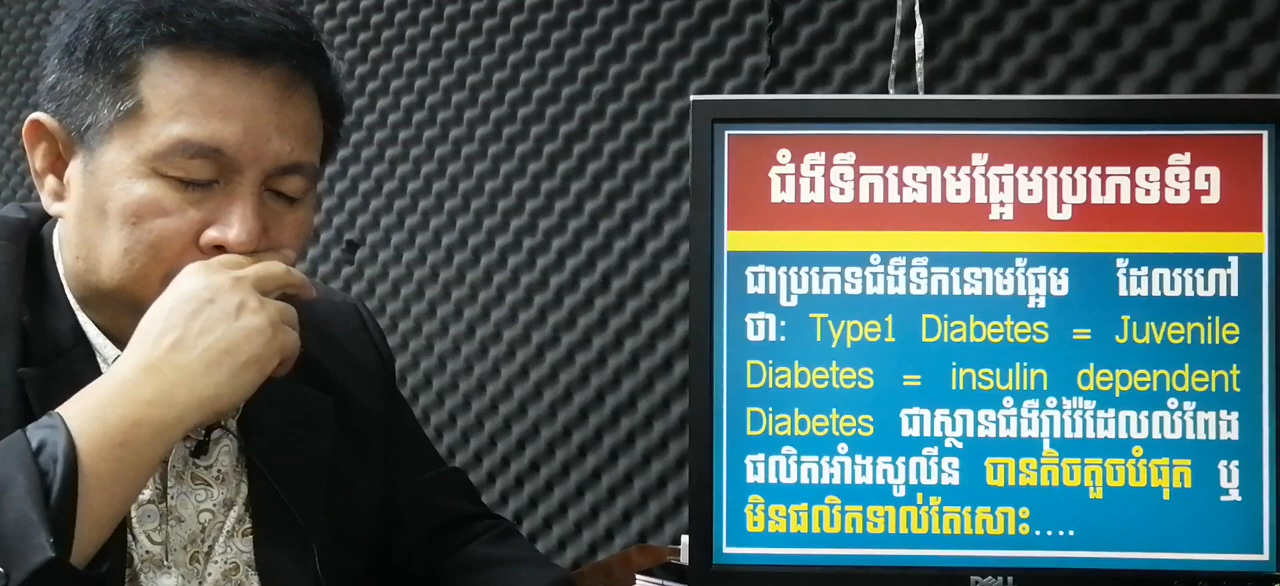 ជំងឺទឹកនោមផ្អែមប្រភេទទី១
ជាប្រភេទជំងឺទឹកនោមផ្អែម ដែលហៅ
ថា: Type1 Diabetes = Juvenile
Diabetes = insulin dependent
Diabetes ជាស្ថានជំងឺរ៉ាំរ៉ៃដែលលំពែង
ផលិតអាំងសូលីន បានតិចតួចបំផុត ឬ
មិនផលិតទាល់តែសោះ....
DELL